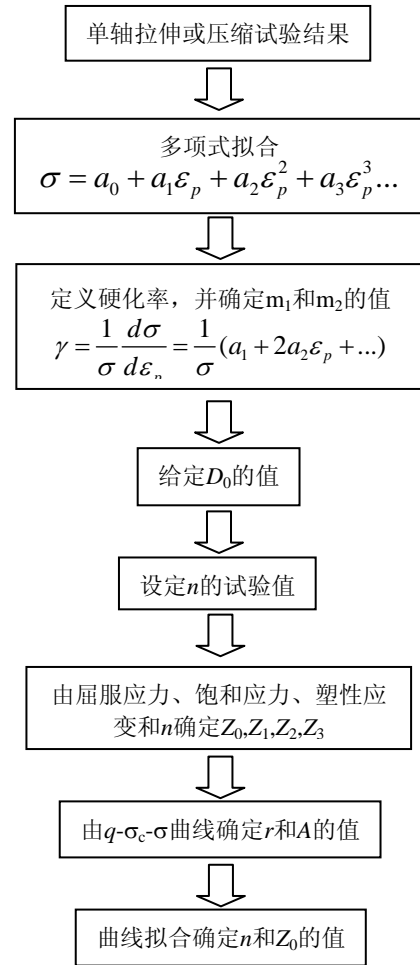 单轴拉伸或压缩试验结果
多项式拟合
σ = a₀ + a₁εₚ + a₂εₚ² + a₃εₚ³...
定义硬化率，并确定m₁和m₂的值
γ = 1/σ dσ/dεₚ = 1/σ (a₁ + 2a₂εₚ + ...)
给定D₀的值
设定n的试验值
由屈服应力、饱和应力、塑性应
变和n确定Z₀,Z₁,Z₂,Z₃
由q-σc-σ曲线确定r和A的值
曲线拟合确定n和Z₀的值